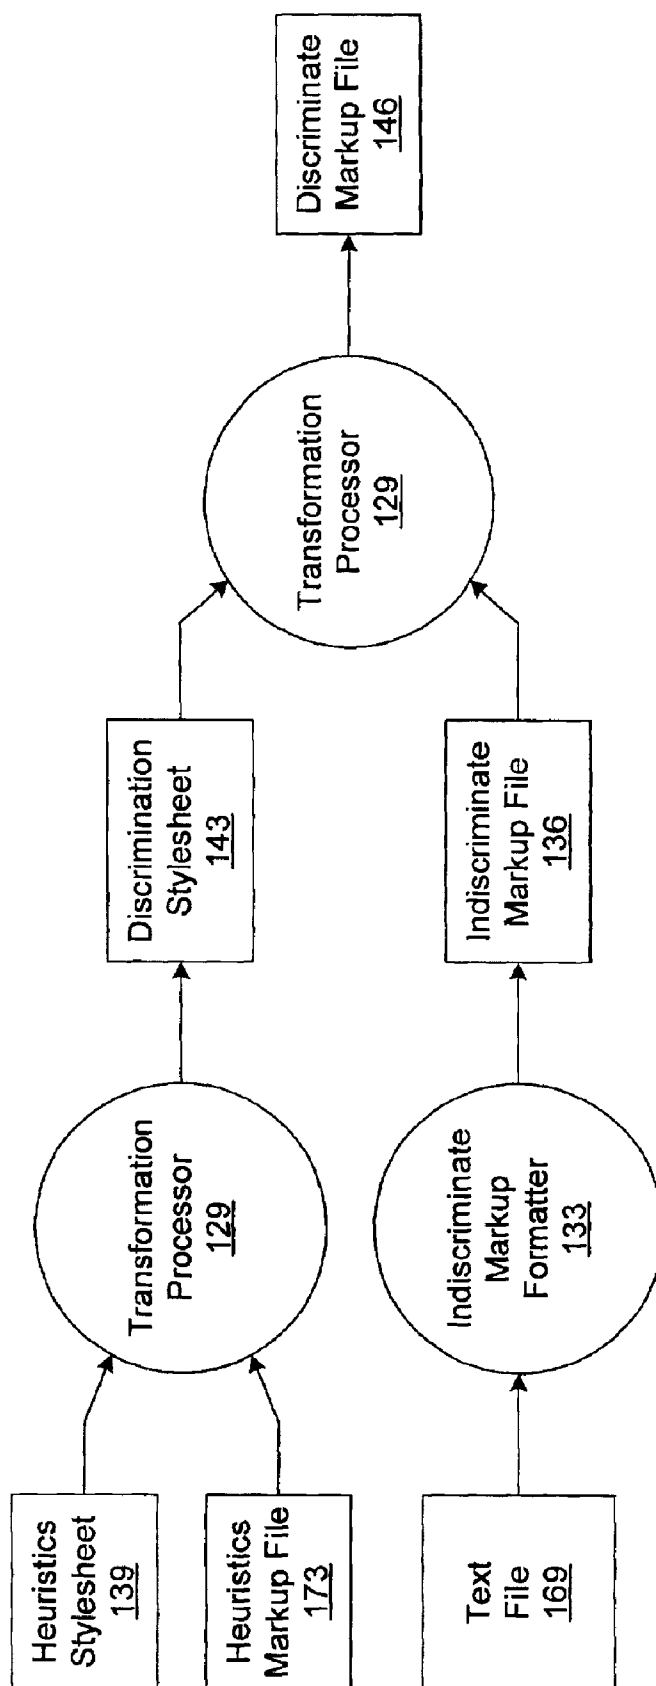 Heuristics
Stylesheet
139
Heuristics
Markup File
173
Text
File
169
Transformation
Processor
129
Indiscriminate
Markup
Formatter
133
Discrimination
Stylesheet
143
Indiscriminate
Markup File
136
Transformation
Processor
129
Discriminate
Markup File
146